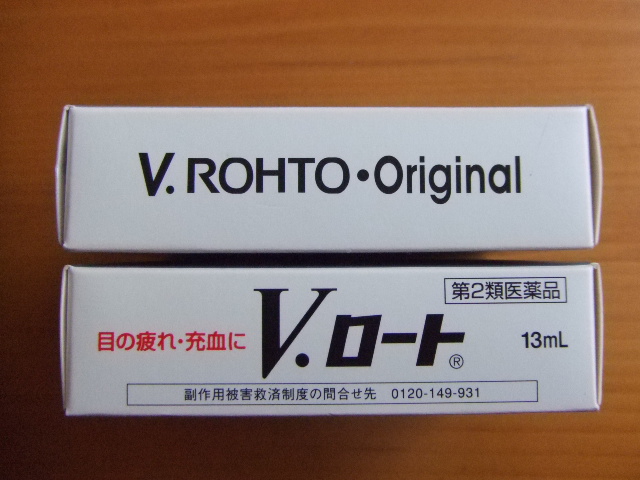 V.ROHTO・Original
第2類医薬品
目の疲れ・充血に V.ロート® 13mL
副作用被害救済制度の問合せ先 0120-149-931